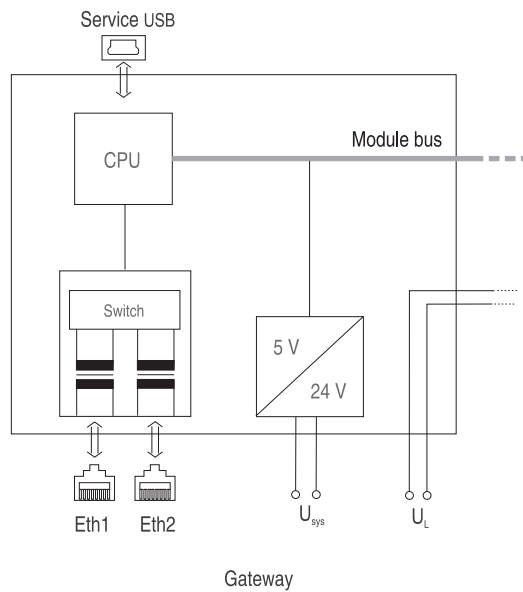 Service USB
Module bus
CPU
Switch
5 V
24 V
Eth1
Eth2
Usys
UL
Gateway